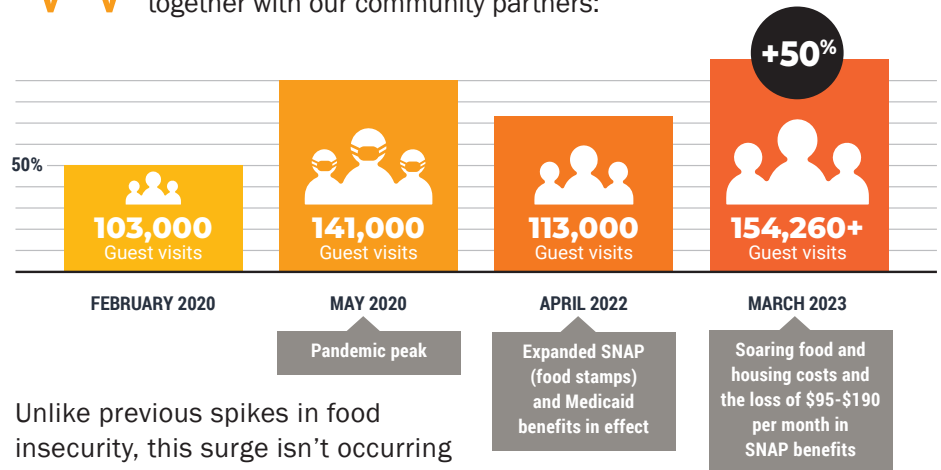 together with our community partners:
+50%
50%
103,000
Guest visits
141,000
Guest visits
113,000
Guest visits
154,260+
Guest visits
FEBRUARY 2020
MAY 2020
APRIL 2022
MARCH 2023
Pandemic peak
Expanded SNAP
(food stamps)
and Medicaid
benefits in effect
Soaring food and
housing costs and
the loss of $95-$190
per month in
SNAP benefits
Unlike previous spikes in food
insecurity, this surge isn’t occurring